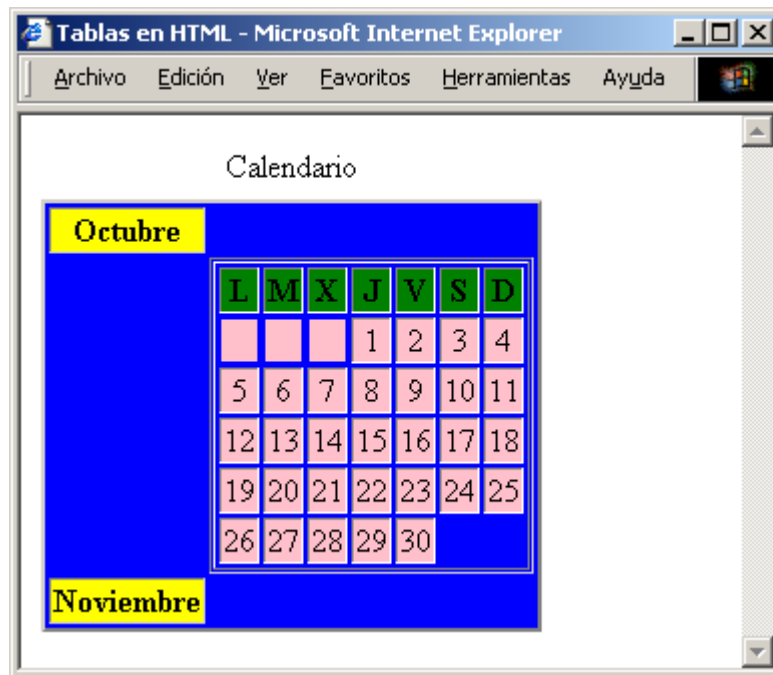 Tablas en HTML - Microsoft Internet Explorer
Archivo Edición Ver Favoritos Herramientas Ayuda
Calendario
Octubre
L M X J V S D
1 2 3 4
5 6 7 8 9 10 11
12 13 14 15 16 17 18
19 20 21 22 23 24 25
26 27 28 29 30
Noviembre